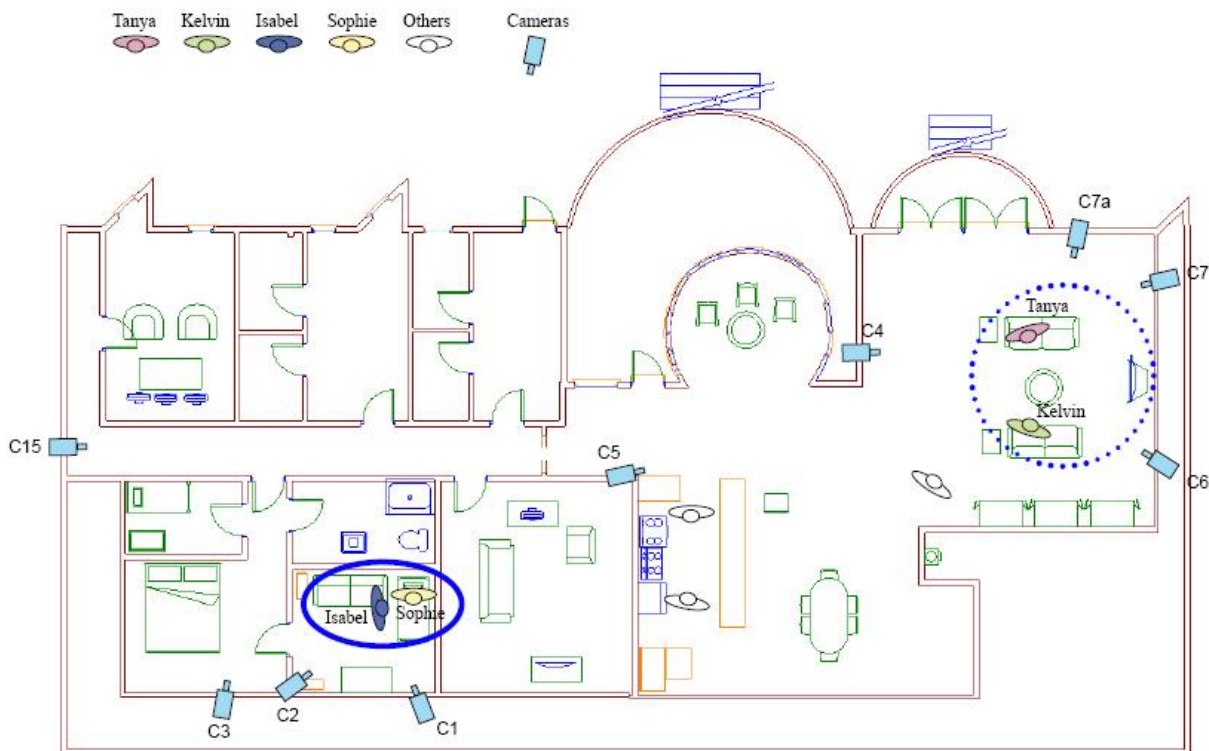 Tanya Kelvin Isabel Sophie Others Cameras
C7a
C7
Tanya
C4
Kelvin
C15
C5
C6
Isabel Sophie
C3
C2
C1